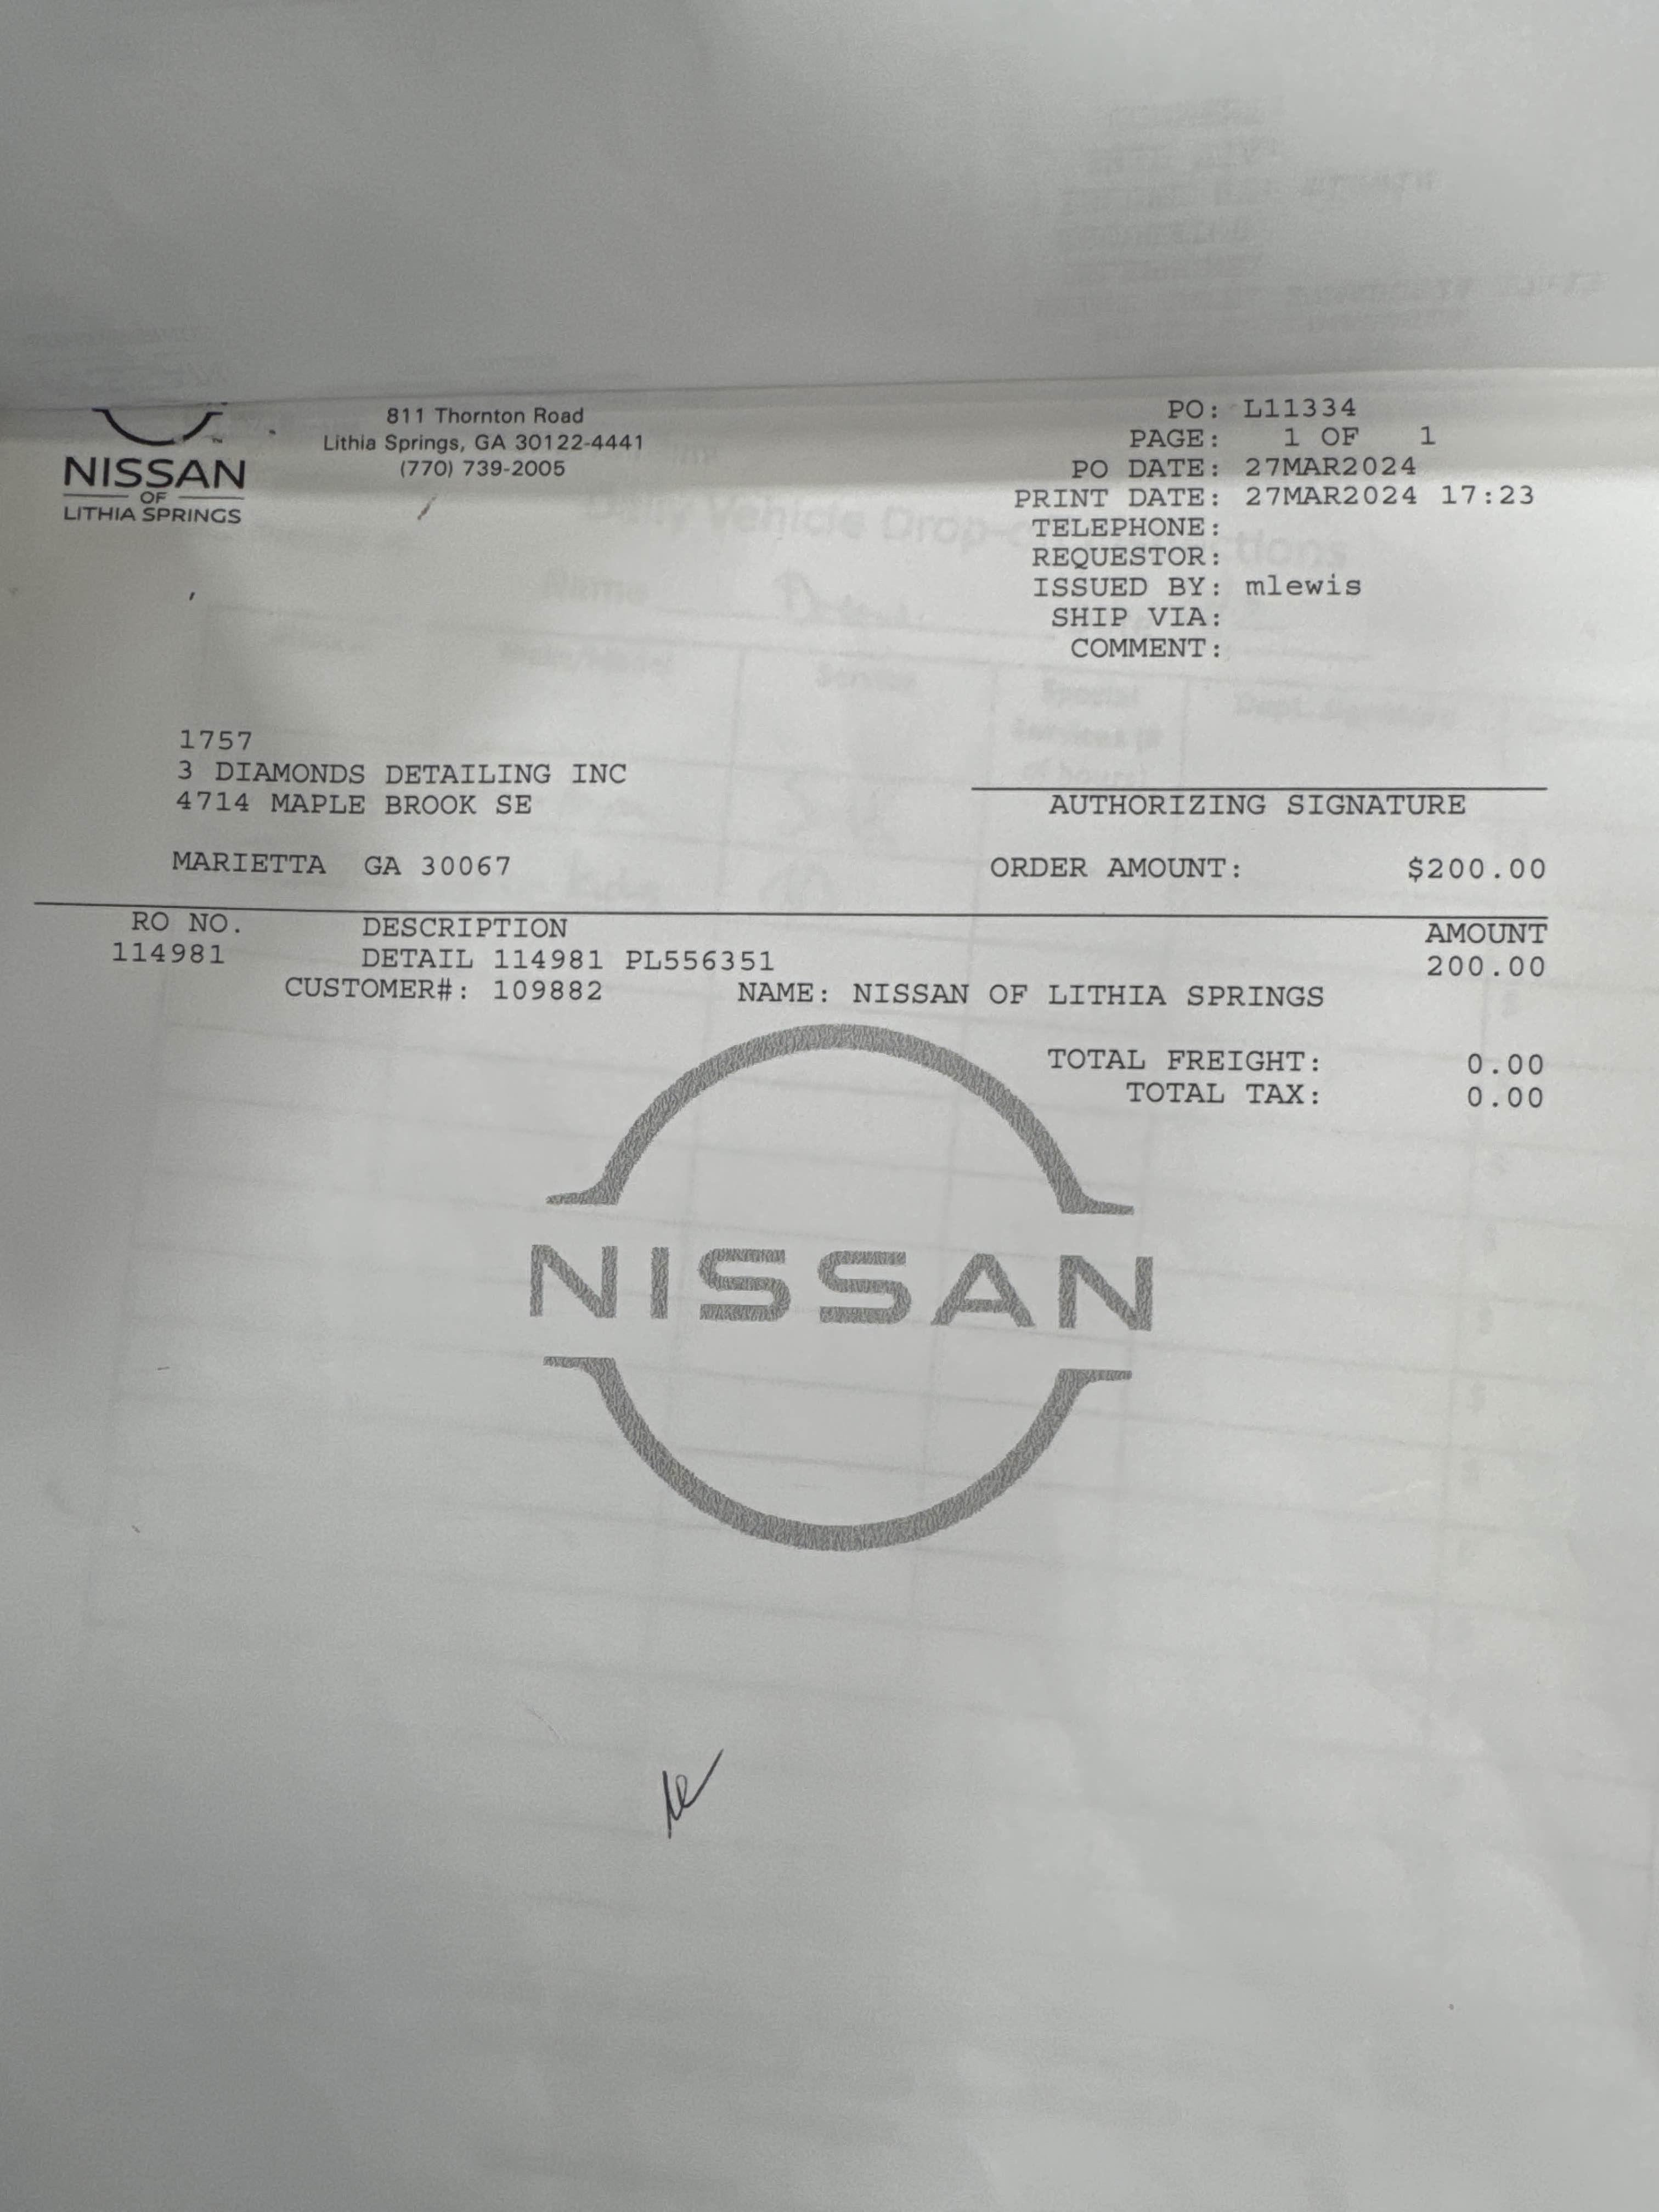 NISSAN
OF
LITHIA SPRINGS
811 Thornton Road
Lithia Springs, GA 30122-4441
(770) 739-2005
PO: L11334
PAGE: 1 OF 1
PO DATE: 27MAR2024
PRINT DATE: 27MAR2024 17:23
TELEPHONE:
REQUESTOR:
ISSUED BY: mlewis
SHIP VIA:
COMMENT:
1757
3 DIAMONDS DETAILING INC
4714 MAPLE BROOK SE
MARIETTA GA 30067
AUTHORIZING SIGNATURE
ORDER AMOUNT: $200.00
RO NO. DESCRIPTION AMOUNT
114981 DETAIL 114981 PL556351 200.00
CUSTOMER#: 109882 NAME: NISSAN OF LITHIA SPRINGS
TOTAL FREIGHT: 0.00
TOTAL TAX: 0.00
NISSAN